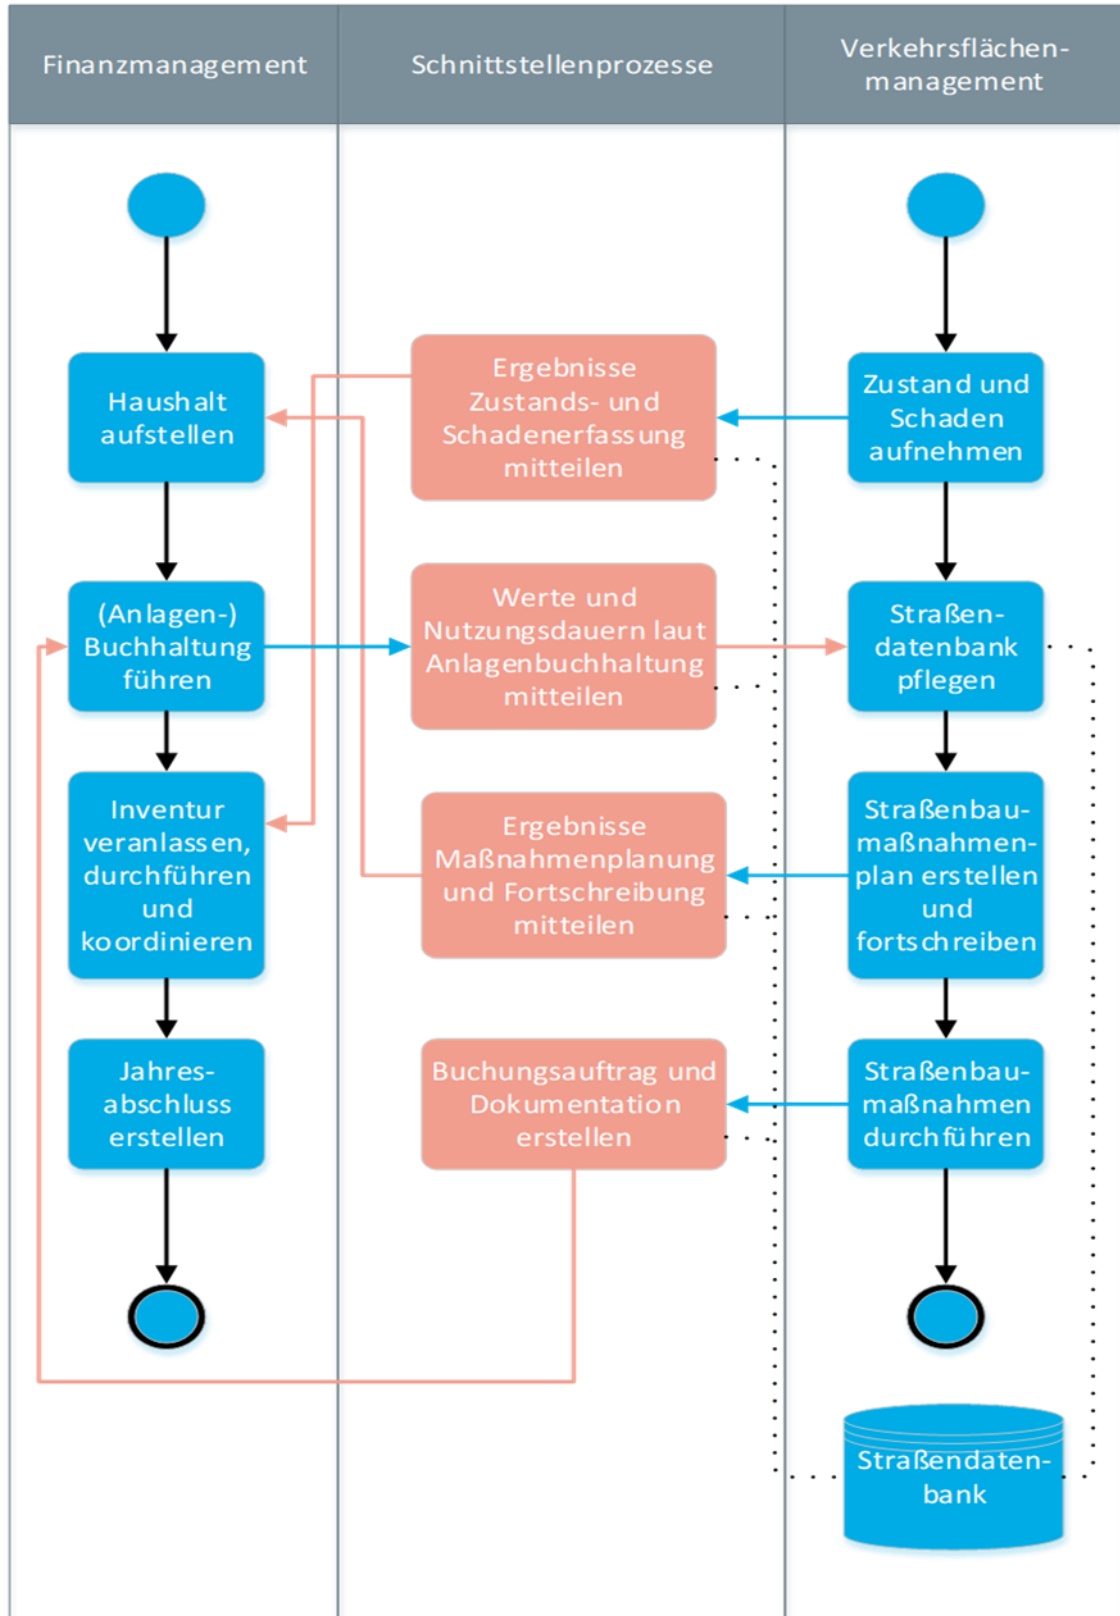 Finanzmanagement
Schnittstellenprozesse
Verkehrsflächen-
management
Haushalt
aufstellen
Ergebnisse
Zustands- und
Schadenerfassung
mitteilen
Zustand und
Schaden
aufnehmen
(Anlagen-)
Buchhaltung
führen
Werte und
Nutzungsdauern laut
Anlagenbuchhaltung
mitteilen
Straßen-
datenbank
pflegen
Inventur
veranlassen,
durchführen
und
koordinieren
Ergebnisse
Maßnahmenplanung
und Fortschreibung
mitteilen
Straßenbau-
maßnahmen-
plan erstellen
und
fortschreiben
Jahres-
abschluss
erstellen
Buchungsauftrag und
Dokumentation
erstellen
Straßenbau-
maßnahmen
durchführen
Straßendaten-
bank